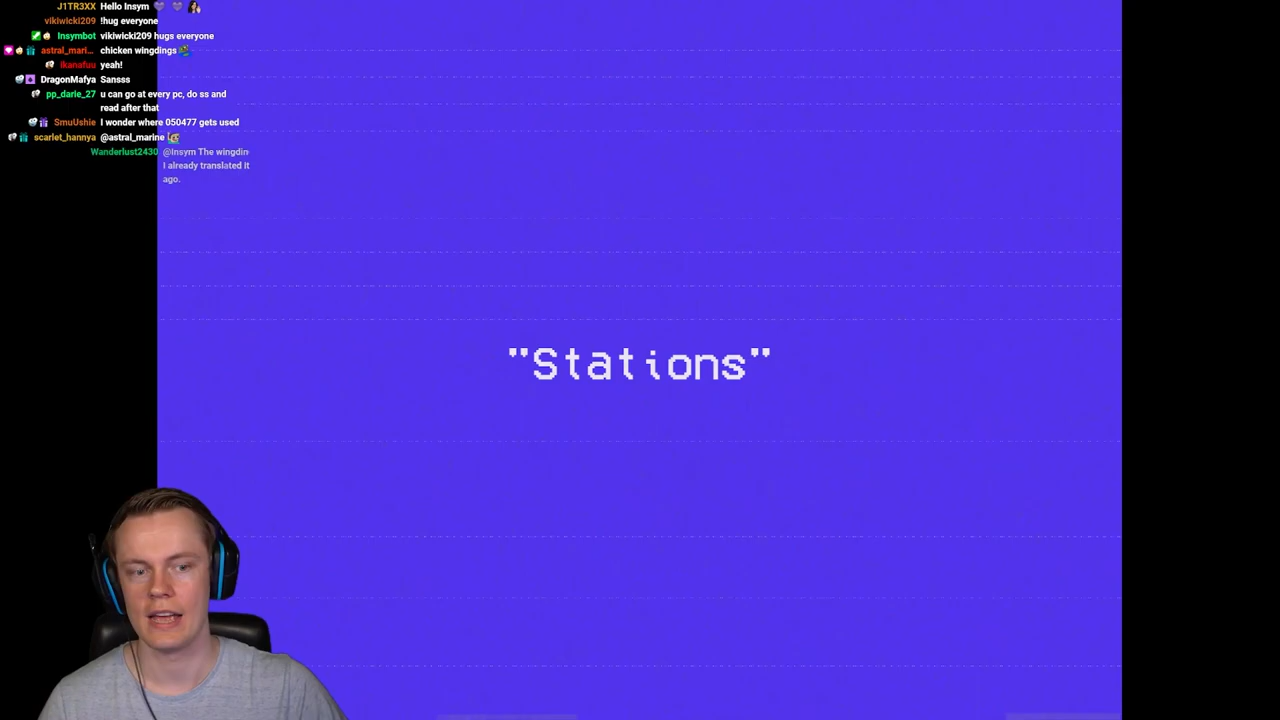 J1TR3XX Hello Insym
vikiwicki209 !hug everyone
Insymbot vikiwicki209 hugs everyone
astral_mari... chicken wingdings
Ikanafuu yeah!
DragonMafya Sansss
pp_darie_27 u can go at every pc, do ss and
read after that
SmuUshie I wonder where 050477 gets used
scarlet_hannya @astral_marine
Wanderlust2430 @Insym The wingdin
I already translated it
ago.
"Stations"